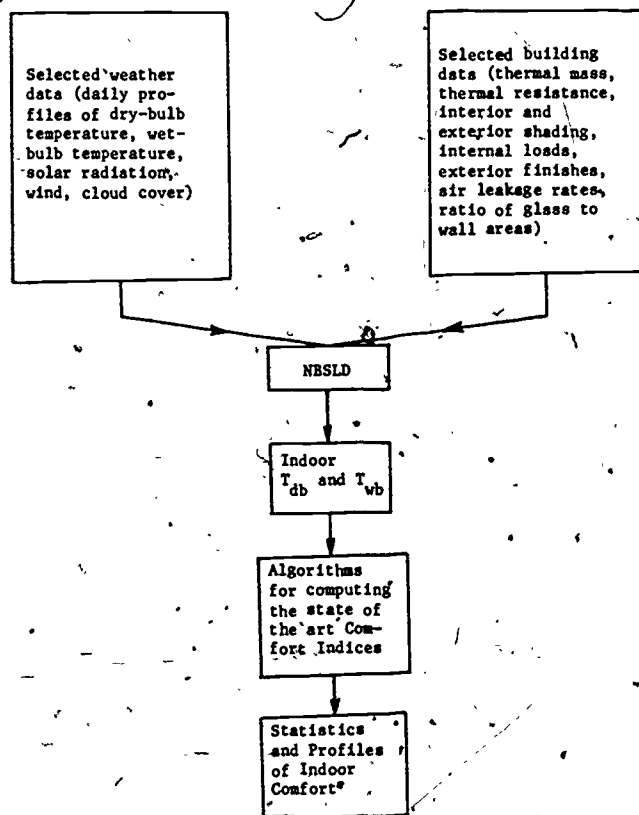 Selected weather
data (daily pro-
files of dry-bulb
temperature, wet-
bulb temperature,
solar radiation,
wind, cloud cover)
Selected building
data (thermal mass,
thermal resistance,
interior and
exterior shading,
internal loads,
exterior finishes,
air leakage rates,
ratio of glass to
wall areas)
NBSLD
Indoor
T_db and T_wb
Algorithms
for computing
the state of
the art Com-
fort Indices
Statistics
and Profiles
of Indoor
Comfort